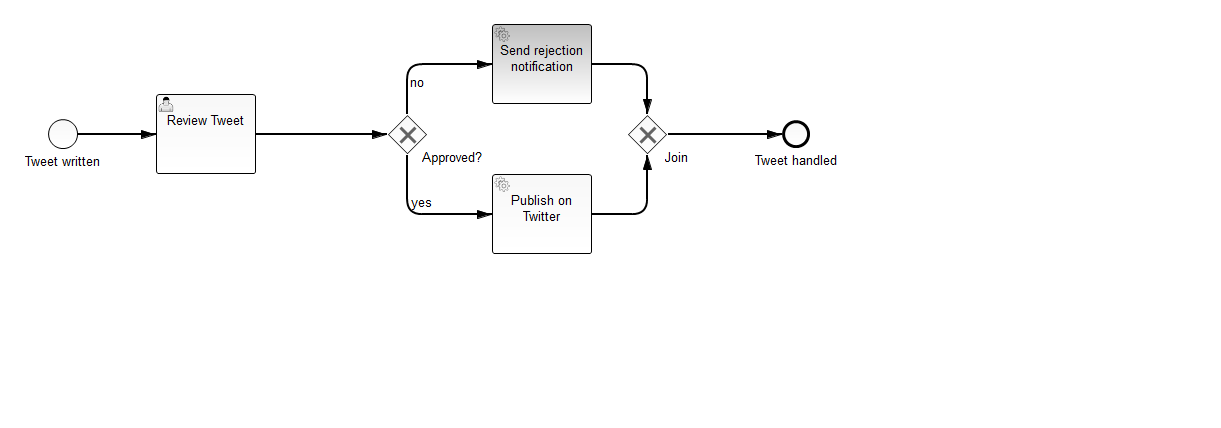 Tweet written
Review Tweet
Approved?
no
Send rejection
notification
yes
Publish on
Twitter
Join
Tweet handled